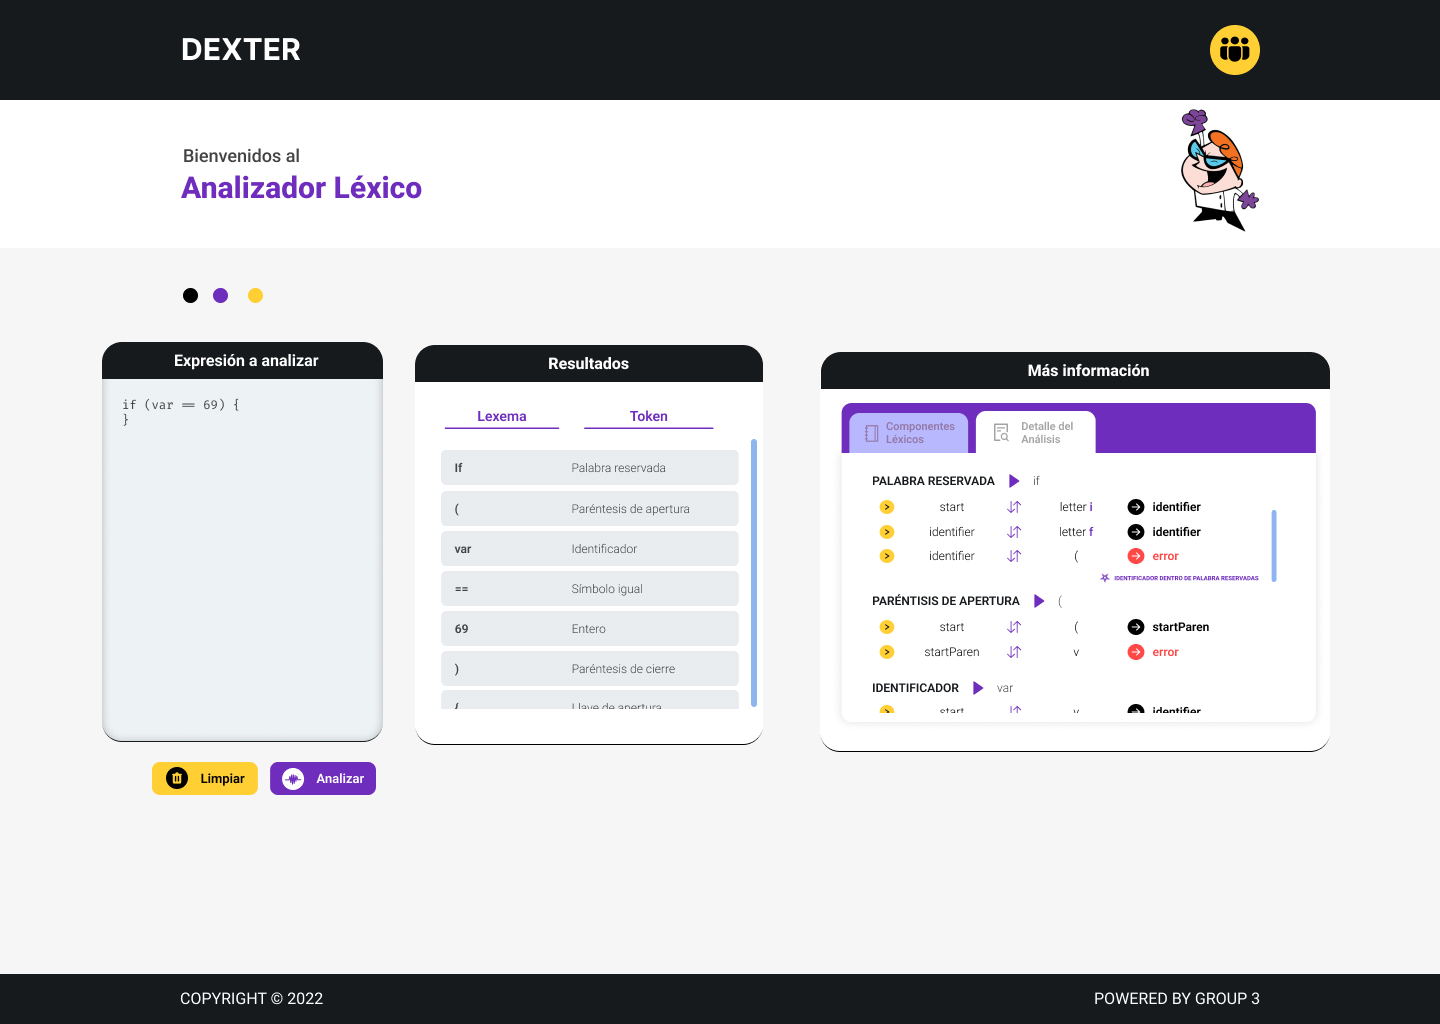 DEXTER
Bienvenidos al
Analizador Léxico
Expresión a analizar
if (var == 69) {
}
Limpiar
Analizar
Resultados
Lexema Token
If Palabra reservada
( Paréntesis de apertura
var Identificador
== Símbolo igual
69 Entero
) Paréntesis de cierre
{ Llave de apertura
Más información
Componentes
Léxicos
Detalle del
Análisis
PALABRA RESERVADA if
start letter i identifier
identifier letter f identifier
identifier ( error
IDENTIFICADOR DENTRO DE PALABRA RESERVADAS
PARÉNTISIS DE APERTURA (
start ( startParen
startParen v error
IDENTIFICADOR var
start v identifier
COPYRIGHT © 2022
POWERED BY GROUP 3